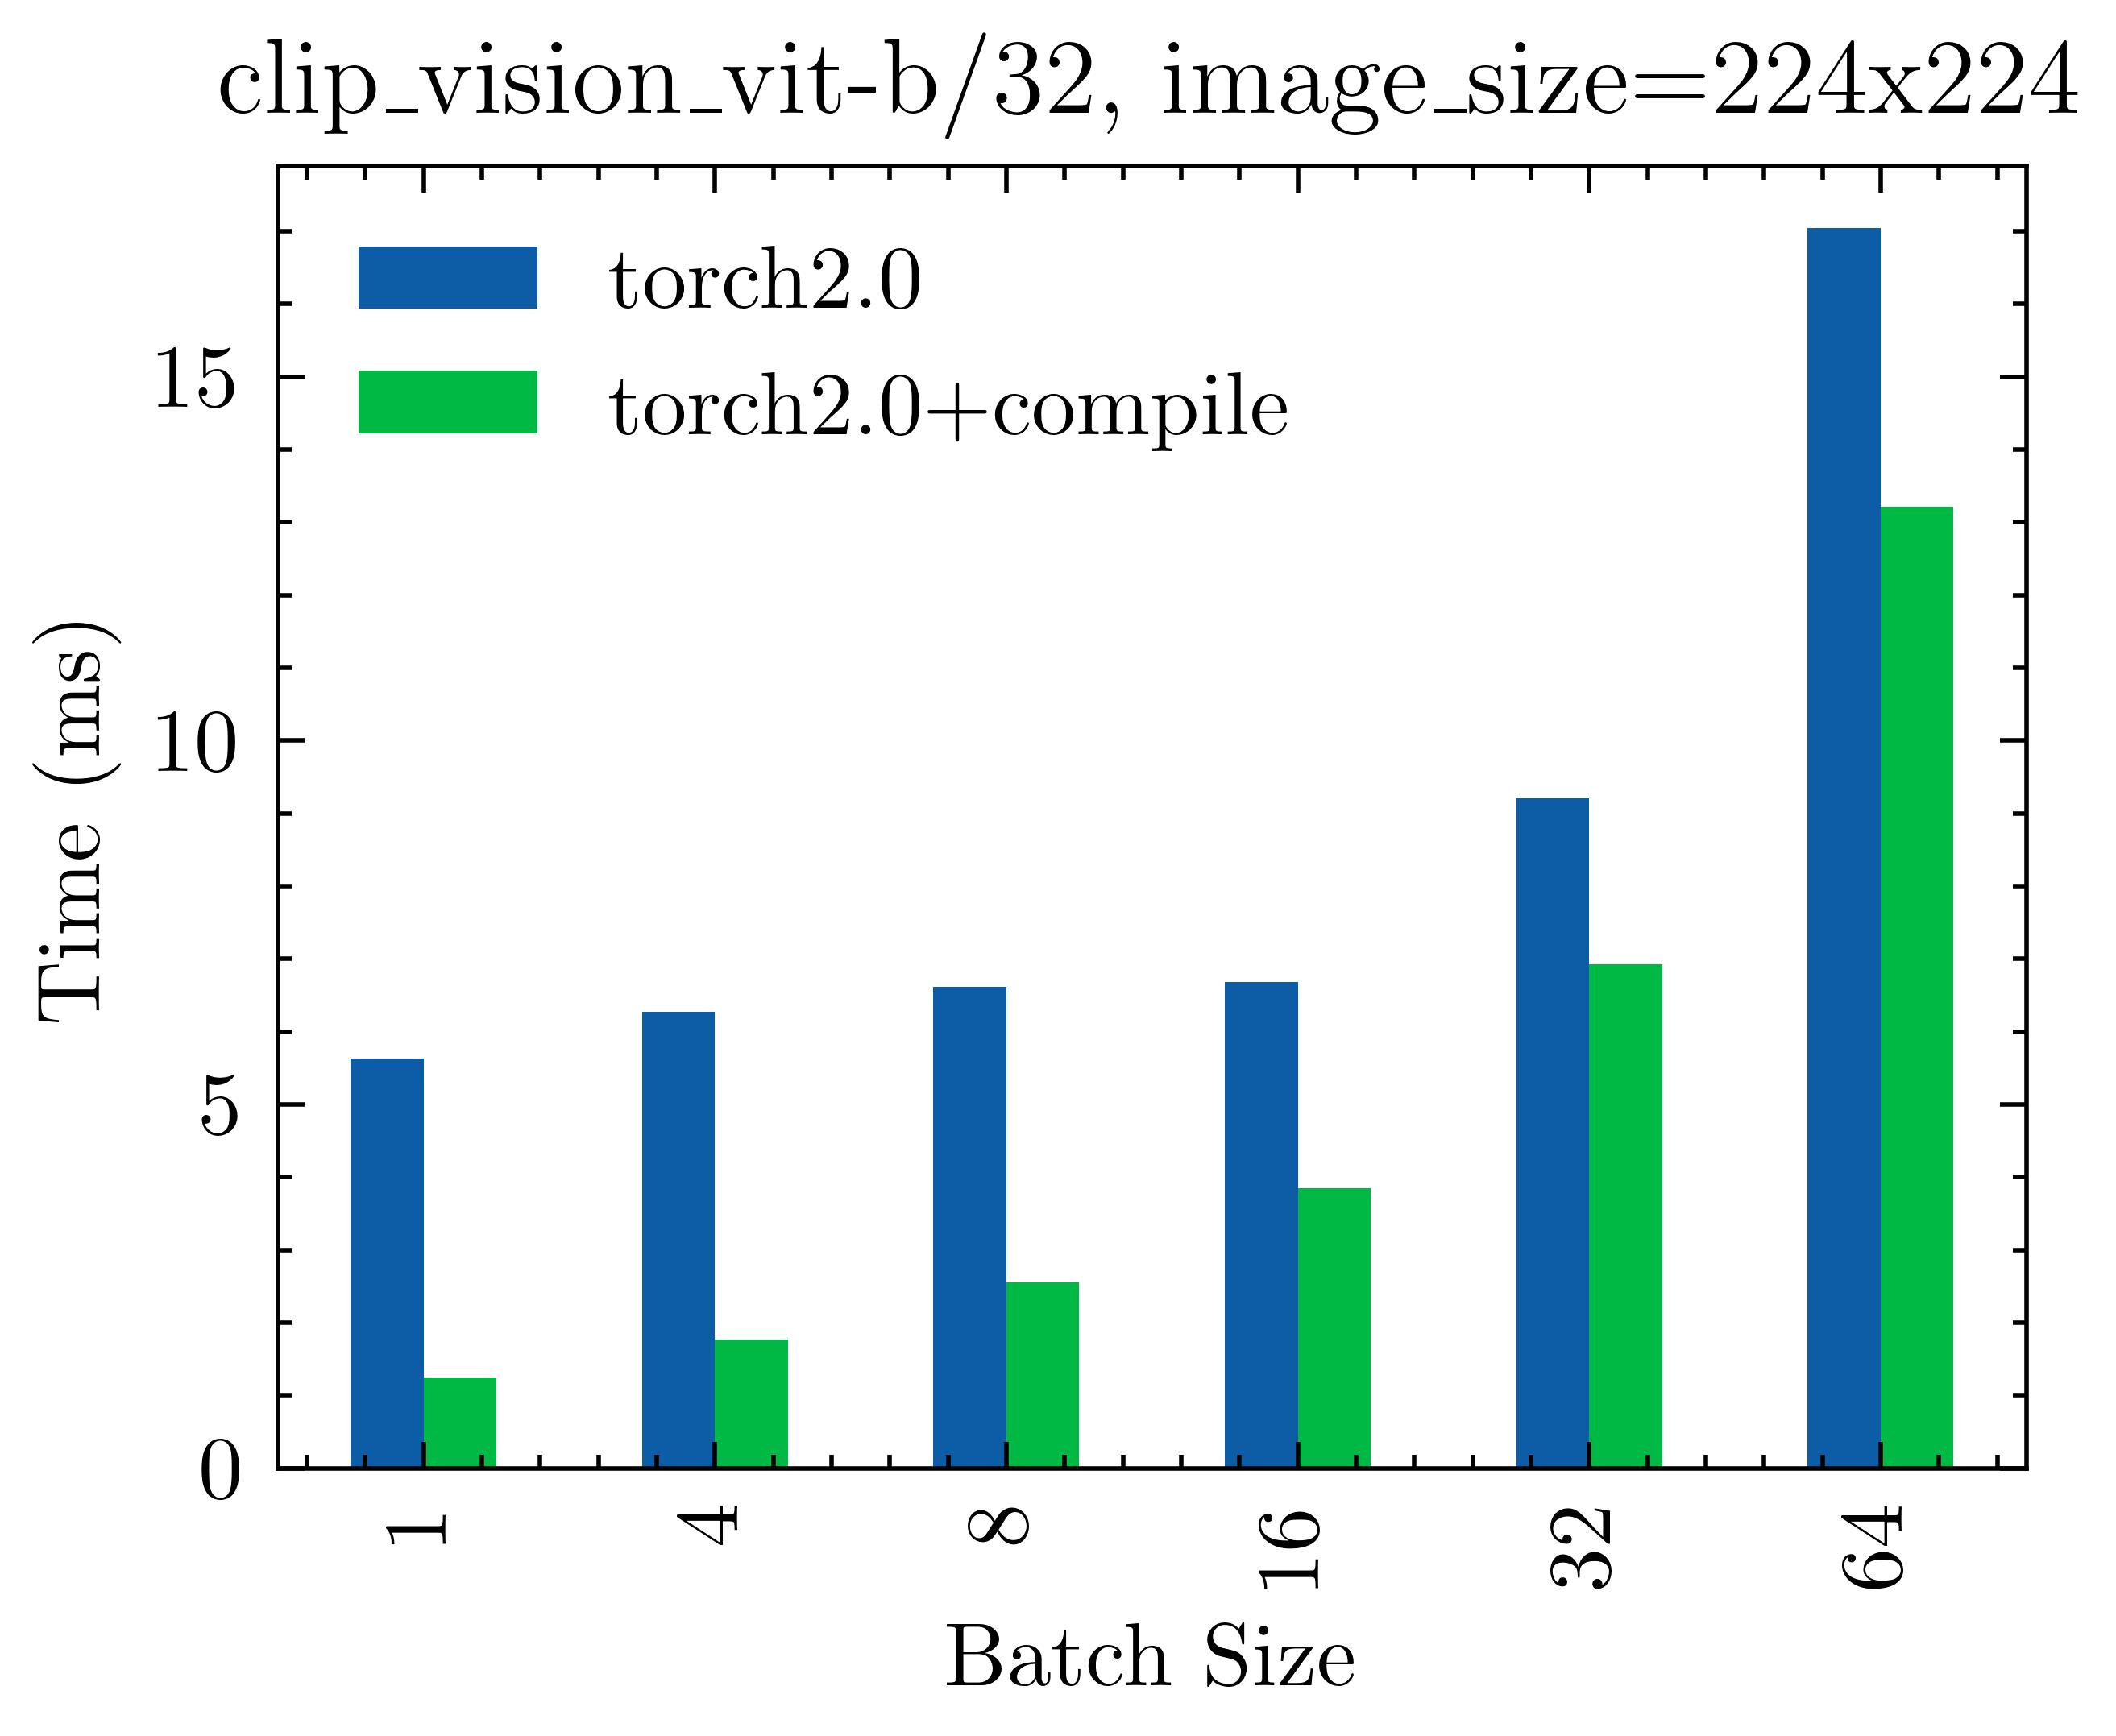 clip_vision_vit-b/32, image_size=224x224
torch2.0
torch2.0+compile
15
10
5
0
Time (ms)
1 4 8 16 32 64
Batch Size